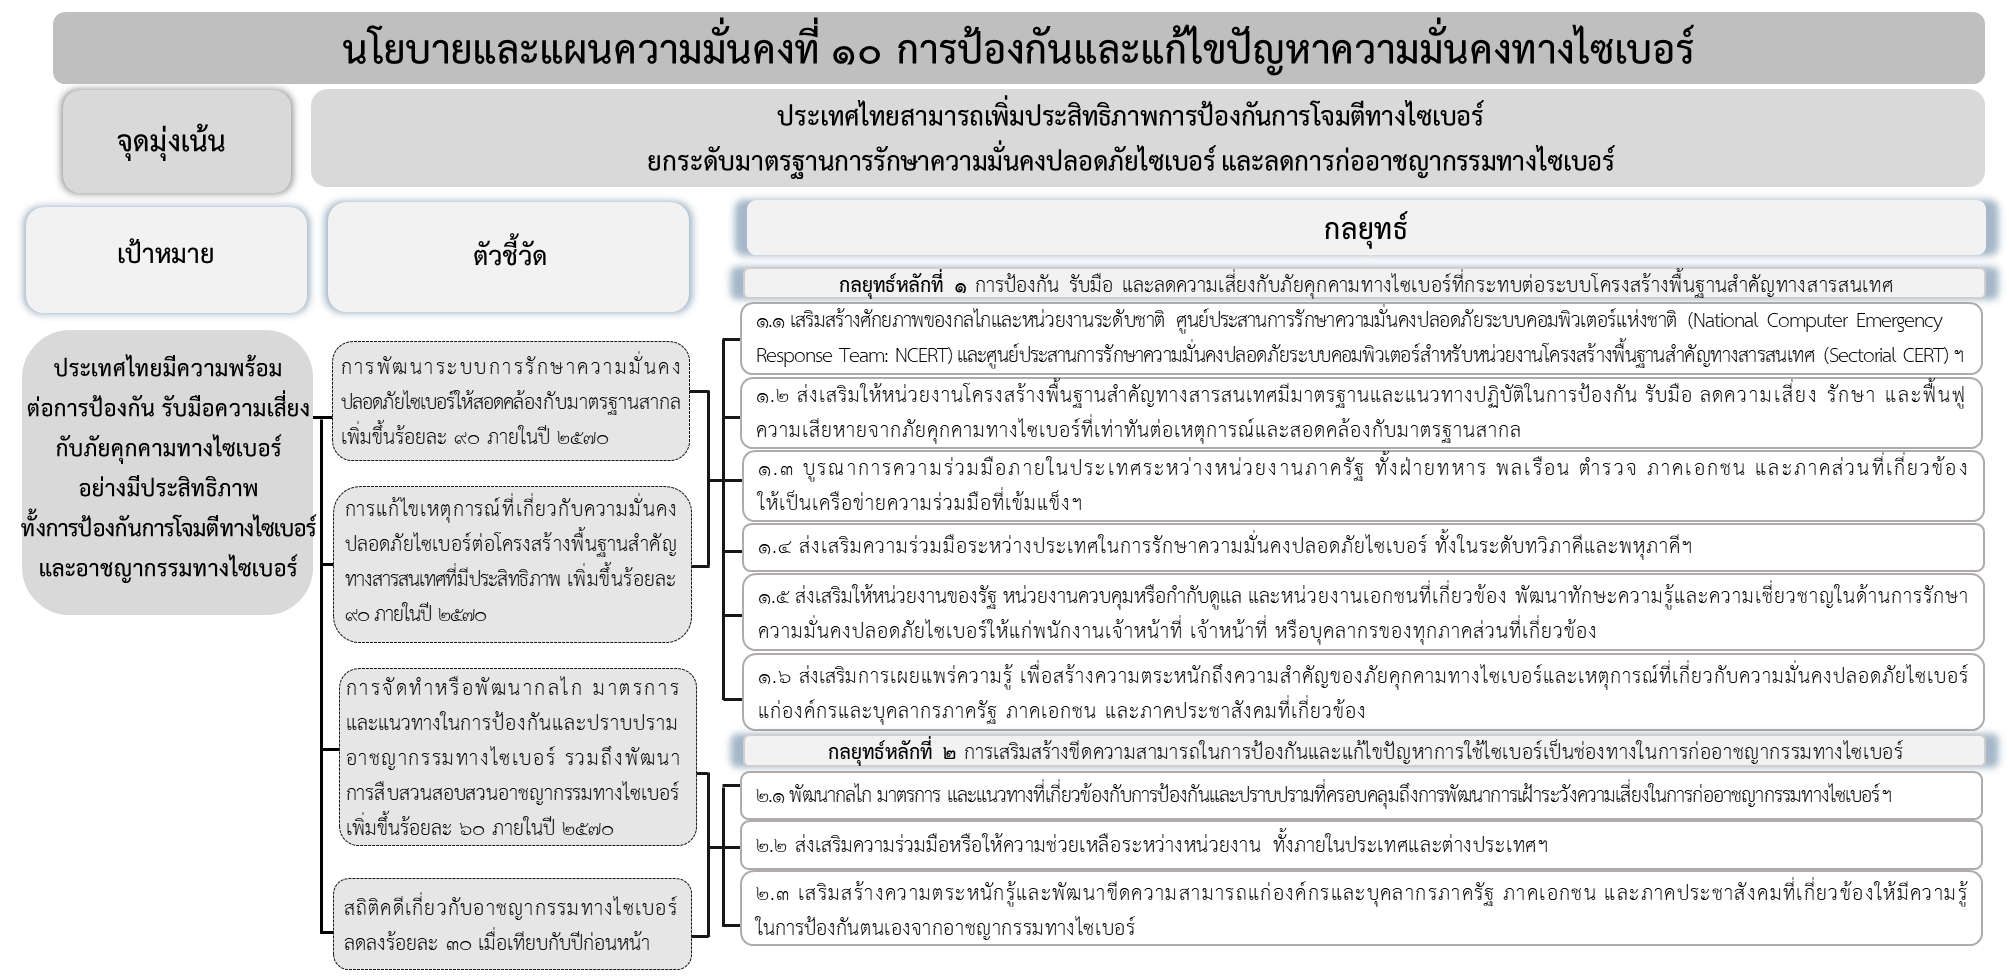 นโยบายและแผนความมั่นคงที่ ๑๐ การป้องกันและแก้ไขปัญหาความมั่นคงทางไซเบอร์
จุดมุ่งเน้น
ประเทศไทยสามารถเพิ่มประสิทธิภาพการป้องกันการโจมตีทางไซเบอร์
ยกระดับมาตรฐานการรักษาความมั่นคงปลอดภัยไซเบอร์ และลดการก่ออาชญากรรมทางไซเบอร์
เป้าหมาย
ประเทศไทยมีความพร้อม
ต่อการป้องกัน รับมือความเสี่ยง
กับภัยคุกคามทางไซเบอร์
อย่างมีประสิทธิภาพ
ทั้งการป้องกันการโจมตีทางไซเบอร์
และอาชญากรรมทางไซเบอร์
ตัวชี้วัด
การพัฒนาระบบการรักษาความมั่นคง
ปลอดภัยไซเบอร์ให้สอดคล้องกับมาตรฐานสากล
เพิ่มขึ้นร้อยละ ๙๐ ภายในปี ๒๕๗๐
การแก้ไขเหตุการณ์ที่เกี่ยวกับความมั่นคง
ปลอดภัยไซเบอร์ต่อโครงสร้างพื้นฐานสำคัญ
ทางสารสนเทศที่มีประสิทธิภาพ เพิ่มขึ้นร้อยละ
๙๐ ภายในปี ๒๕๗๐
การจัดทำหรือพัฒนากลไก มาตรการ
และแนวทางในการป้องกันและปราบปราม
อาชญากรรมทางไซเบอร์ รวมถึงพัฒนา
การสืบสวนสอบสวนอาชญากรรมทางไซเบอร์
เพิ่มขึ้นร้อยละ ๖๐ ภายในปี ๒๕๗๐
สถิติคดีเกี่ยวกับอาชญากรรมทางไซเบอร์
ลดลงร้อยละ ๓๐ เมื่อเทียบกับปีก่อนหน้า
กลยุทธ์
กลยุทธ์หลักที่ ๑ การป้องกัน รับมือ และลดความเสี่ยงกับภัยคุกคามทางไซเบอร์ที่กระทบต่อระบบโครงสร้างพื้นฐานสำคัญทางสารสนเทศ
๑.๑ เสริมสร้างศักยภาพของกลไกและหน่วยงานระดับชาติ ศูนย์ประสานการรักษาความมั่นคงปลอดภัยระบบคอมพิวเตอร์แห่งชาติ (National Computer Emergency
Response Team: NCERT) และศูนย์ประสานการรักษาความมั่นคงปลอดภัยระบบคอมพิวเตอร์สำหรับหน่วยงานโครงสร้างพื้นฐานสำคัญทางสารสนเทศ (Sectorial CERT) ฯ
๑.๒ ส่งเสริมให้หน่วยงานโครงสร้างพื้นฐานสำคัญทางสารสนเทศมีมาตรฐานและแนวทางปฏิบัติในการป้องกัน รับมือ ลดความเสี่ยง รักษา และฟื้นฟู
ความเสียหายจากภัยคุกคามทางไซเบอร์ที่เท่าทันต่อเหตุการณ์และสอดคล้องกับมาตรฐานสากล
๑.๓ บูรณาการความร่วมมือภายในประเทศระหว่างหน่วยงานภาครัฐ ทั้งฝ่ายทหาร พลเรือน ตำรวจ ภาคเอกชน และภาคส่วนที่เกี่ยวข้อง
ให้เป็นเครือข่ายความร่วมมือที่เข้มแข็งฯ
๑.๔ ส่งเสริมความร่วมมือระหว่างประเทศในการรักษาความมั่นคงปลอดภัยไซเบอร์ ทั้งในระดับทวิภาคีและพหุภาคีฯ
๑.๕ ส่งเสริมให้หน่วยงานของรัฐ หน่วยงานควบคุมหรือกำกับดูแล และหน่วยงานเอกชนที่เกี่ยวข้อง พัฒนาทักษะความรู้และความเชี่ยวชาญในด้านการรักษา
ความมั่นคงปลอดภัยไซเบอร์ให้แก่พนักงานเจ้าหน้าที่ เจ้าหน้าที่ หรือบุคลากรของทุกภาคส่วนที่เกี่ยวข้อง
๑.๖ ส่งเสริมการเผยแพร่ความรู้ เพื่อสร้างความตระหนักถึงความสำคัญของภัยคุกคามทางไซเบอร์และเหตุการณ์ที่เกี่ยวกับความมั่นคงปลอดภัยไซเบอร์
แก่องค์กรและบุคลากรภาครัฐ ภาคเอกชน และภาคประชาสังคมที่เกี่ยวข้อง
กลยุทธ์หลักที่ ๒ การเสริมสร้างขีดความสามารถในการป้องกันและแก้ไขปัญหาการใช้ไซเบอร์เป็นช่องทางในการก่ออาชญากรรมทางไซเบอร์
๒.๑ พัฒนากลไก มาตรการ และแนวทางที่เกี่ยวข้องกับการป้องกันและปราบปรามที่ครอบคลุมถึงการพัฒนาการเฝ้าระวังความเสี่ยงในการก่ออาชญากรรมทางไซเบอร์ฯ
๒.๒ ส่งเสริมความร่วมมือหรือให้ความช่วยเหลือระหว่างหน่วยงาน ทั้งภายในประเทศและต่างประเทศฯ
๒.๓ เสริมสร้างความตระหนักรู้และพัฒนาขีดความสามารถแก่องค์กรและบุคลากรภาครัฐ ภาคเอกชน และภาคประชาสังคมที่เกี่ยวข้องให้มีความรู้
ในการป้องกันตนเองจากอาชญากรรมทางไซเบอร์